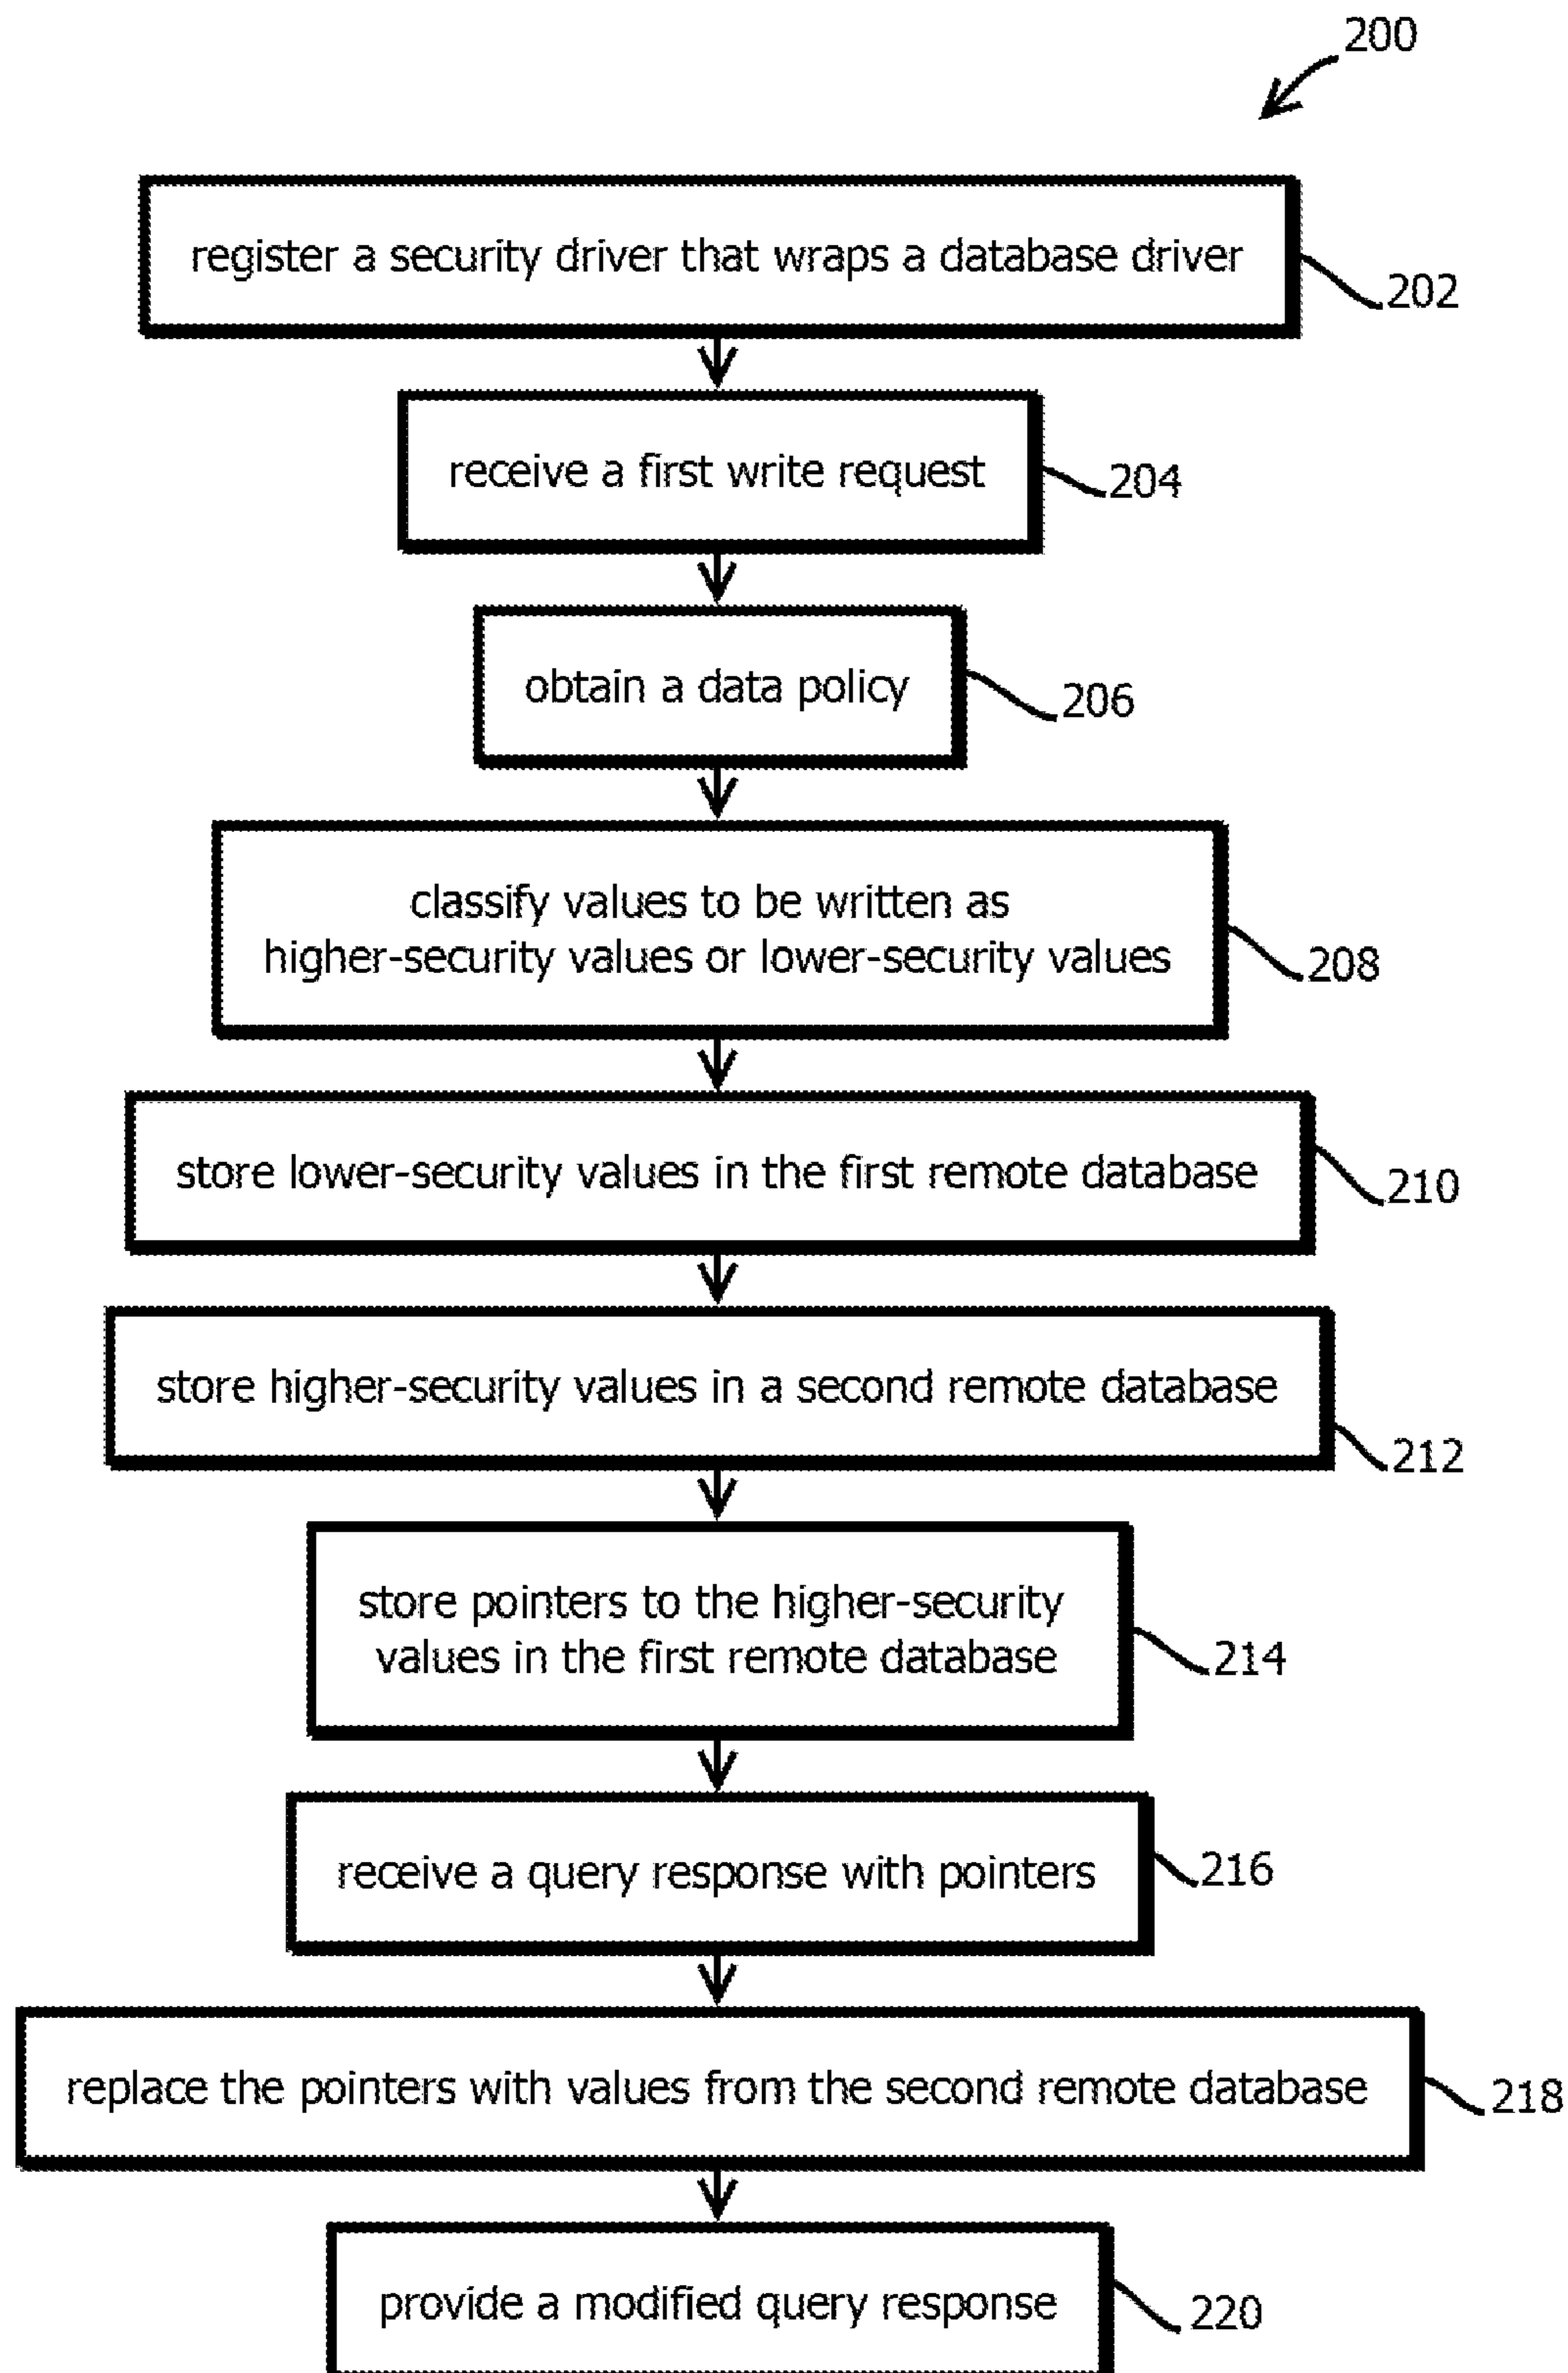 200
register a security driver that wraps a database driver
202
receive a first write request
204
obtain a data policy
206
classify values to be written as
higher-security values or lower-security values
208
store lower-security values in the first remote database
210
store higher-security values in a second remote database
212
store pointers to the higher-security
values in the first remote database
214
receive a query response with pointers
216
replace the pointers with values from the second remote database
218
provide a modified query response
220